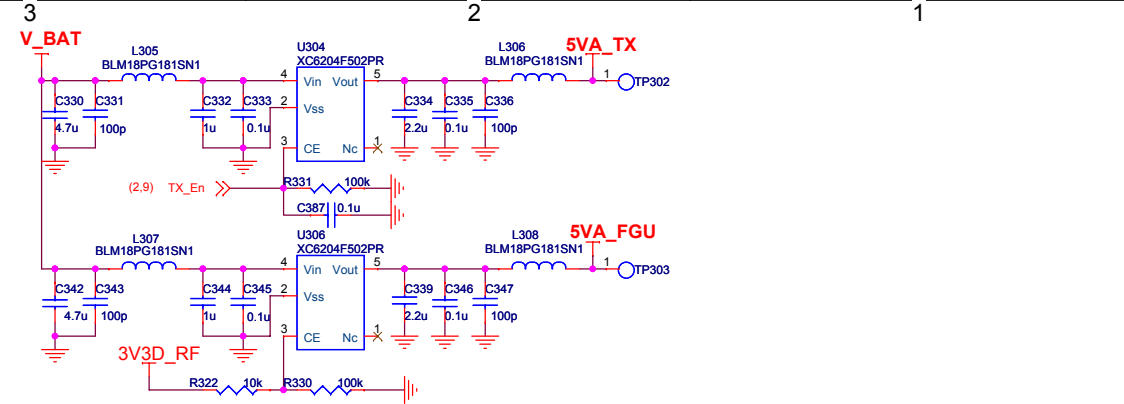 3 2 1
V_BAT
L305
BLM18PG181SN1
U304
XC6204F502PR
L306
BLM18PG181SN1
5VA_TX
4 Vin Vout 5
1 TP302
C330 C331 C332 C333 2 Vss C334 C335 C336
4.7u 100p 1u 0.1u 2.2u 0.1u 100p
3 CE Nc 1
(2,9) TX_En
R331 100k
C387 0.1u
L307
BLM18PG181SN1
U306
XC6204F502PR
L308
BLM18PG181SN1
5VA_FGU
4 Vin Vout 5
1 TP303
C342 C343 C344 C345 2 Vss C339 C346 C347
4.7u 100p 1u 0.1u 2.2u 0.1u 100p
3 CE Nc 1
3V3D_RF
R322 10k R330 100k